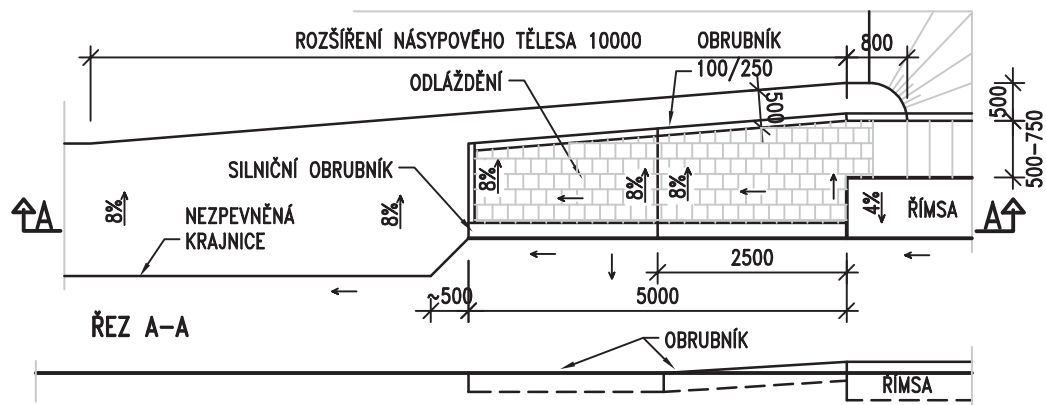 ROZŠÍŘENÍ NÁSYPOVÉHO TĚLESA 10000
OBRUBNÍK
100/250
800
ODLÁŽDĚNÍ
500
500
500-750
SILNIČNÍ OBRUBNÍK
8%
8%
8%
8%
8%
4%
ŘÍMSA
A
A
NEZPEVNĚNÁ
KRAJNICE
2500
~500
5000
ŘEZ A-A
OBRUBNÍK
ŘÍMSA